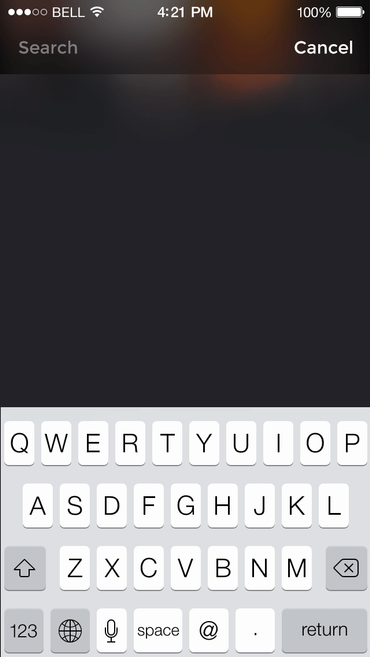 BELL 4:21 PM 100%
Search Cancel
Q W E R T Y U I O P
A S D F G H J K L
Z X C V B N M
123 space @ . return